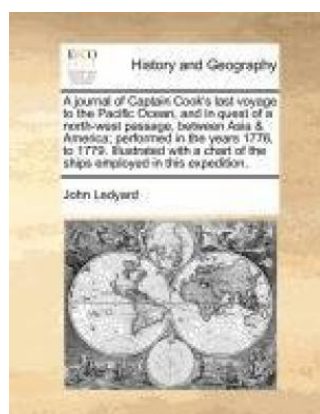 ECCO
History and Geography
A journal of Captain Cook's last voyage
to the Pacific Ocean, and in quest of a
north-west passage, between Asia &
America; performed in the years 1776,
to 1779. Illustrated with a chart of the
ships employed in this expedition.
John Ledyard